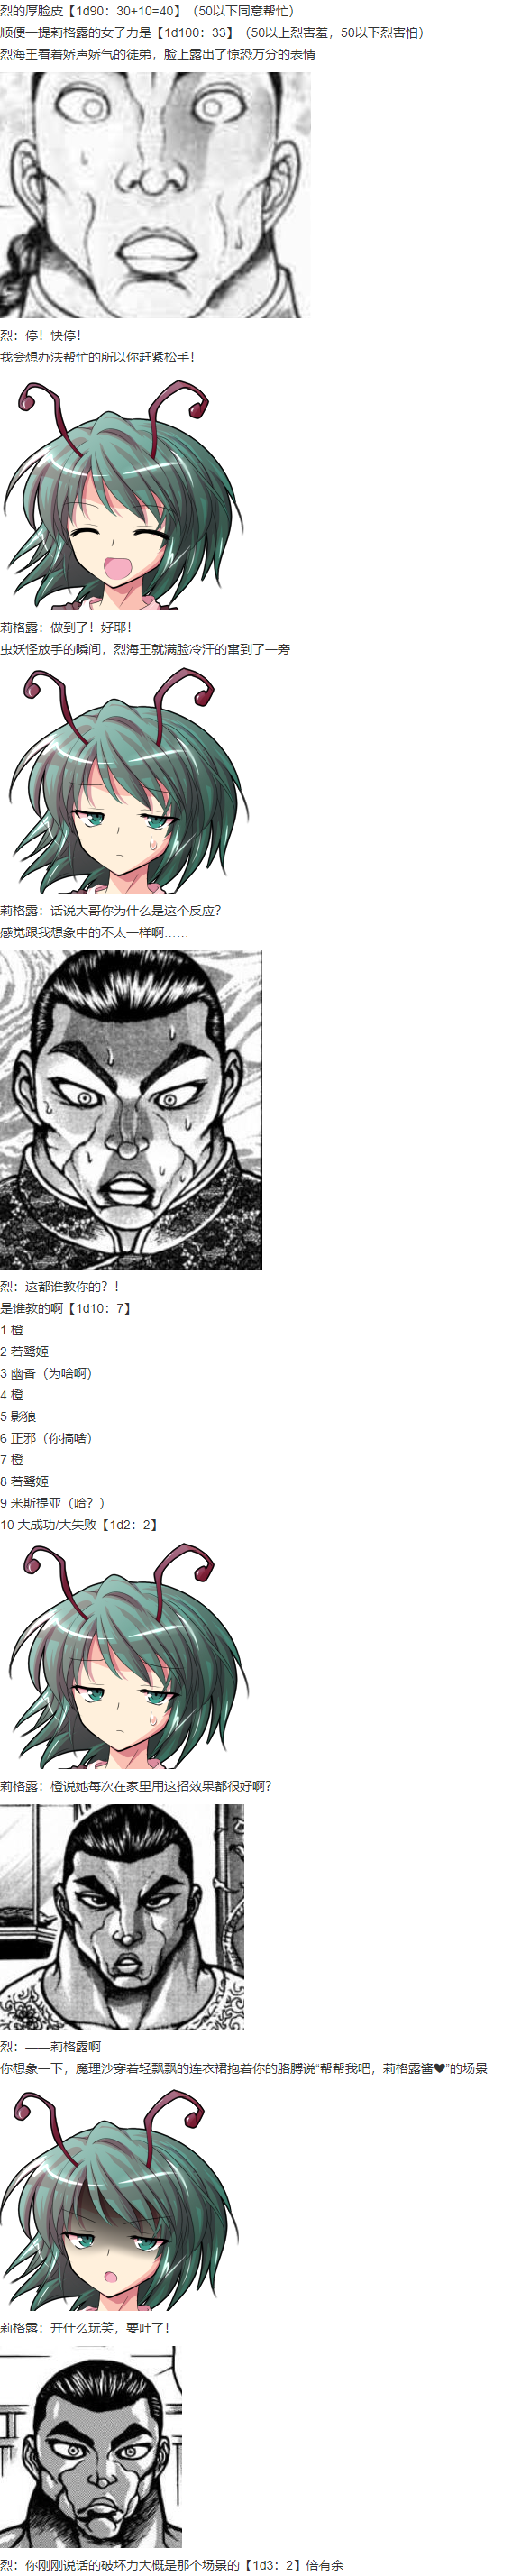 烈的厚脸皮【1d90：30+10=40】（50以下同意帮忙）
顺便一提莉格露的女子力是【1d100：33】（50以上烈害羞，50以下烈害怕）
烈海王看着娇声娇气的徒弟，脸上露出了惊恐万分的表情
烈：停！快停！
我会想办法帮忙的所以你赶紧松手！
莉格露：做到了！好耶！
虫妖怪放手的瞬间，烈海王就满脸冷汗的窜到了一旁
莉格露：话说大哥你为什么是这个反应？
感觉跟我想象中的不太一样啊……
烈：这都谁教你的？！
是谁教的啊【1d10：7】
1 橙
2 若鹭姬
3 幽香（为啥啊）
4 橙
5 影狼
6 正邪（你搞啥）
7 橙
8 若鹭姬
9 米斯提亚（哈？）
10 大成功/大失败【1d2：2】
莉格露：橙说她每次在家里用这招效果都很好啊？
烈：——莉格露啊
你想象一下，魔理沙穿着轻飘飘的连衣裙抱着你的胳膊说“帮帮我吧，莉格露酱♥”的场景
莉格露：开什么玩笑，要吐了！
烈：你刚刚说话的破坏力大概是那个场景的【1d3：2】倍有余